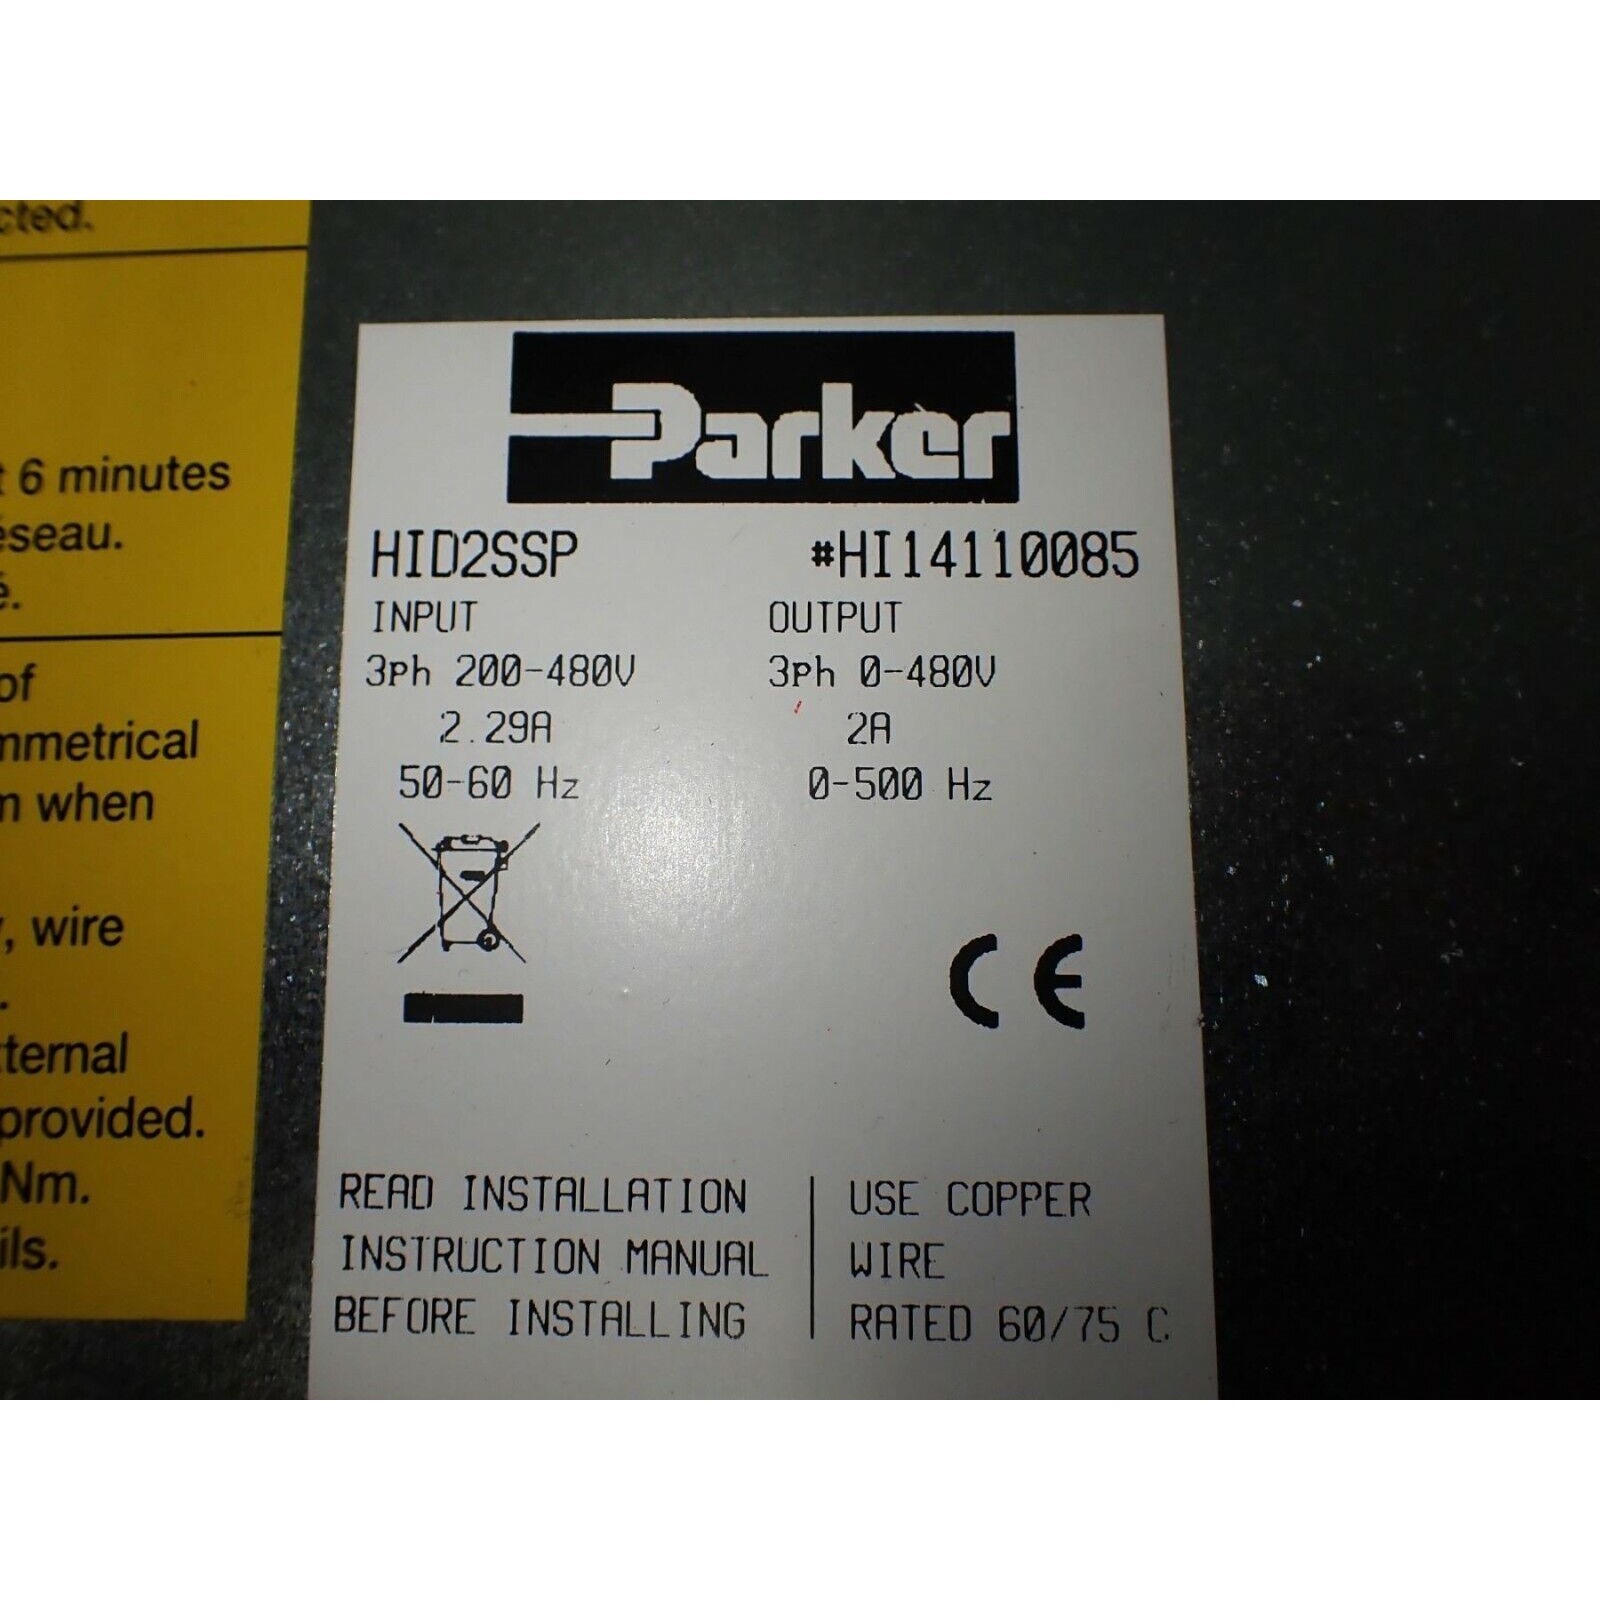 cted.
t 6 minutes
éseau.
é.
of
mmetrical
m when
, wire
.
xternal
provided.
Nm.
ils.
Parker
HID2SSP #HI14110085
INPUT OUTPUT
3Ph 200-480V 3Ph 0-480V
2.29A 2A
50-60 Hz 0-500 Hz
CE
READ INSTALLATION | USE COPPER
INSTRUCTION MANUAL | WIRE
BEFORE INSTALLING | RATED 60/75 C